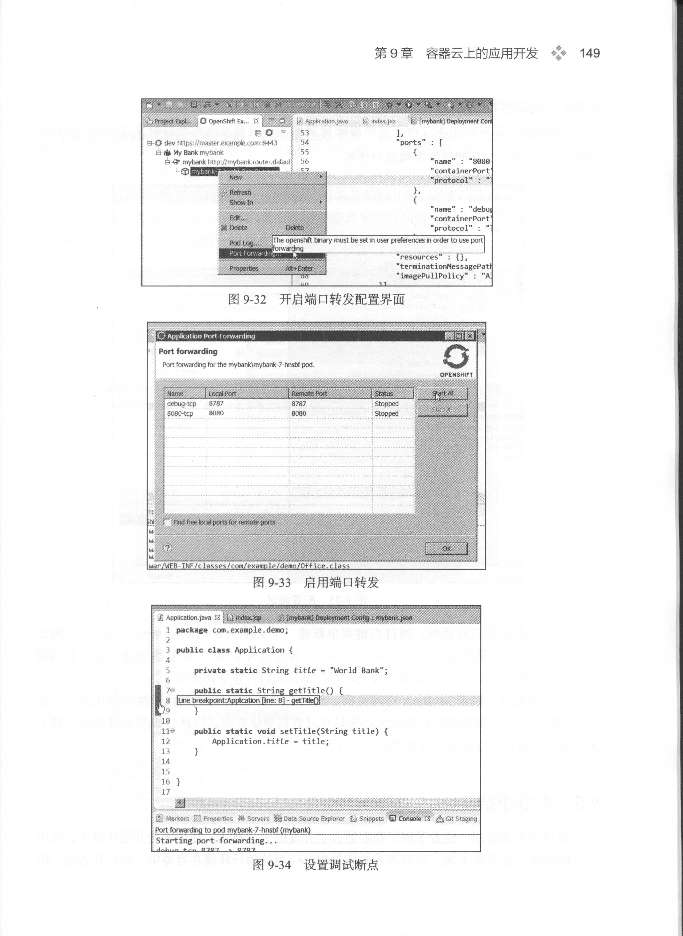 第9章 容器云上的应用开发 149
Project Expl... OpenShift Ex... Application.java index.jsp [mybank] Deployment Con
dev https://master.example.com:8443
My Bank mybank
mybank http://mybank.router.defaul
mybank-
New
Refresh
Show In
Edit...
Delete Delete
Pod Log...
Port Forwarding
Properties Alt+Enter
The openshift binary must be set in user preferences in order to use port
forwarding
53 ],
54 "ports" : [
55 {
56 "name" : "8080-
57 "containerPort"
"protocol" : "
},
{
"name" : "debug
"containerPort"
"protocol" : "T
"resources" : {},
"terminationMessagePath
68 "imagePullPolicy" : "A
69 }]
图 9-32 开启端口转发配置界面
Application Port Forwarding
Port forwarding
Port forwarding for the mybank\mybank-7-hnsbf pod.
OPENSHIFT
Name Local Port Remote Port Status Start All
debug-tcp 8787 8787 Stopped
8080-tcp 8080 8080 Stopped
Find free local ports for remote ports
OK
war/WEB-INF/classes/com/example/demo/Office.class
图 9-33 启用端口转发
Application.java index.jsp [mybank] Deployment Config : mybank.json
1 package com.example.demo;
2
3 public class Application {
4
5 private static String title = "World Bank";
6
7 public static String getTitle() {
8 Line breakpoint:Application [line: 8] - getTitle()
9 }
10
11 public static void setTitle(String title) {
12 Application.title = title;
13 }
14
15
16 }
17
Markers Properties Servers Data Source Explorer Snippets Console Git Staging
Port forwarding to pod mybank-7-hnsbf (mybank)
Starting port-forwarding...
debug-tcp 8787 -> 8787
图 9-34 设置调试断点